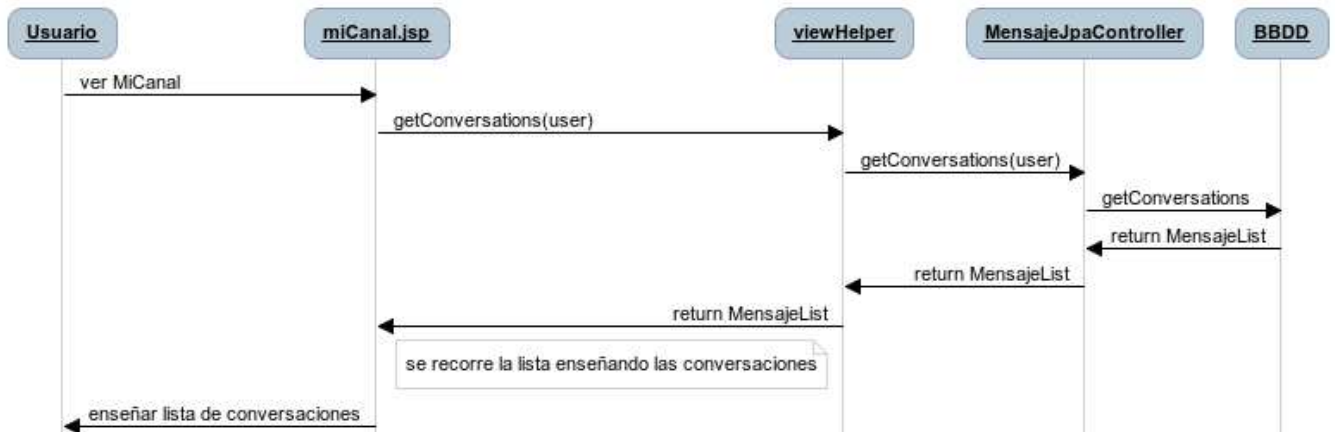 Usuario
miCanal.jsp
viewHelper
MensajeJpaController
BBDD
ver MiCanal
getConversations(user)
getConversations(user)
getConversations
return MensajeList
return MensajeList
return MensajeList
se recorre la lista enseñando las conversaciones
enseñar lista de conversaciones